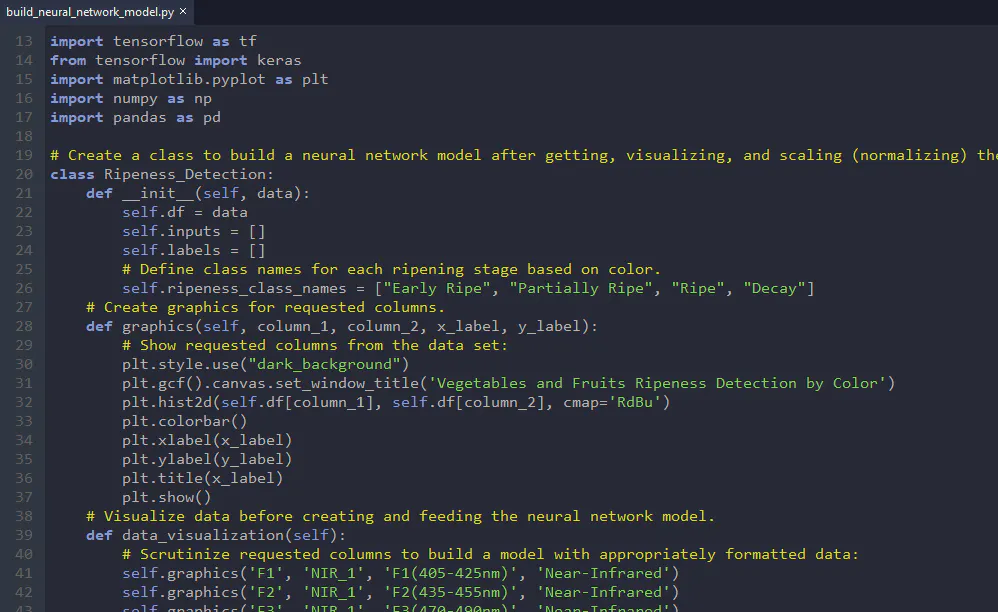 build_neural_network_model.py ×
13 import tensorflow as tf
14 from tensorflow import keras
15 import matplotlib.pyplot as plt
16 import numpy as np
17 import pandas as pd
18
19 # Create a class to build a neural network model after getting, visualizing, and scaling (normalizing) the
20 class Ripeness_Detection:
21     def __init__(self, data):
22         self.df = data
23         self.inputs = []
24         self.labels = []
25         # Define class names for each ripening stage based on color.
26         self.ripeness_class_names = ["Early Ripe", "Partially Ripe", "Ripe", "Decay"]
27     # Create graphics for requested columns.
28     def graphics(self, column_1, column_2, x_label, y_label):
29         # Show requested columns from the data set:
30         plt.style.use("dark_background")
31         plt.gcf().canvas.set_window_title('Vegetables and Fruits Ripeness Detection by Color')
32         plt.hist2d(self.df[column_1], self.df[column_2], cmap='RdBu')
33         plt.colorbar()
34         plt.xlabel(x_label)
35         plt.ylabel(y_label)
36         plt.title(x_label)
37         plt.show()
38     # Visualize data before creating and feeding the neural network model.
39     def data_visualization(self):
40         # Scrutinize requested columns to build a model with appropriately formatted data:
41         self.graphics('F1', 'NIR_1', 'F1(405-425nm)', 'Near-Infrared')
42         self.graphics('F2', 'NIR_1', 'F2(435-455nm)', 'Near-Infrared')
43         self.graphics('F3', 'NIR_1', 'F3(470-490nm)', 'Near-Infrared')